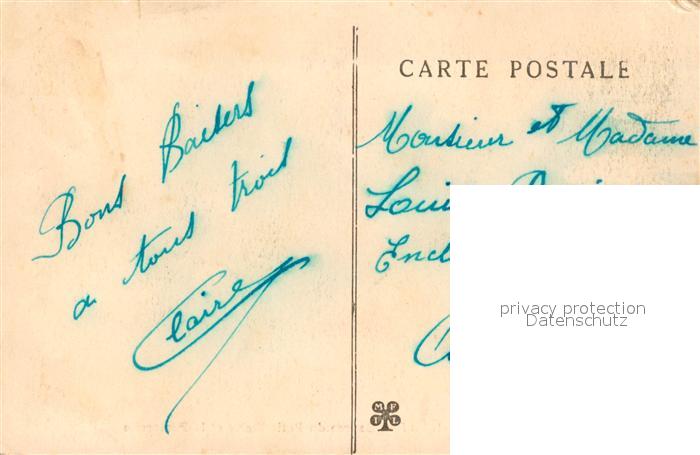 CARTE POSTALE
Bons Baisers
a tous trois
Claire
Monsieur et Madame
privacy protection
Datenschutz
M F
I L